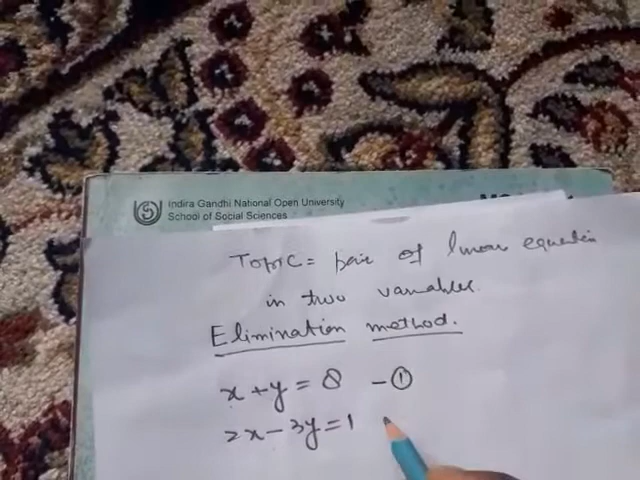 Indira Gandhi National Open University
School of Social Sciences
Topic = pair of linear equation
in two variables.
Elimination method.
x + y = 8 - ①
2x - 3y = 1